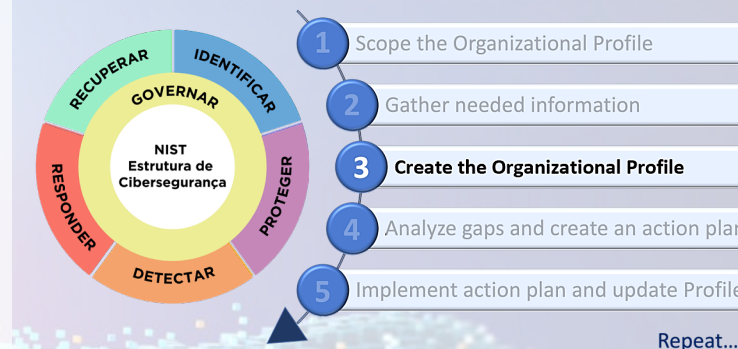 RECUPERAR
IDENTIFICAR
GOVERNAR
NIST
Estrutura de
Cibersegurança
RESPONDER
PROTEGER
DETECTAR
1 Scope the Organizational Profile
2 Gather needed information
3 Create the Organizational Profile
4 Analyze gaps and create an action plan
5 Implement action plan and update Profile
Repeat...